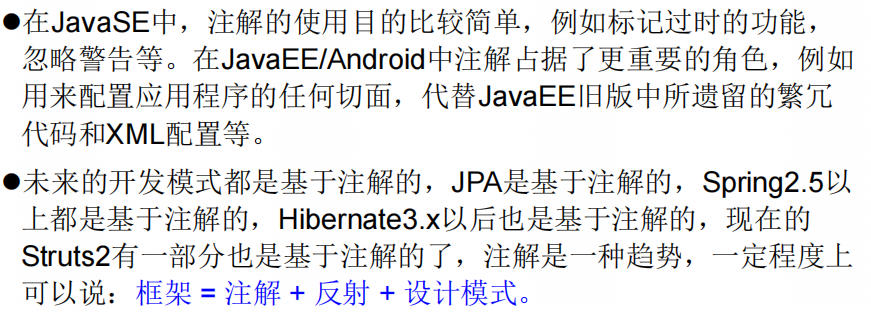 ●在JavaSE中，注解的使用目的比较简单，例如标记过时的功能，
忽略警告等。在JavaEE/Android中注解占据了更重要的角色，例如
用来配置应用程序的任何切面，代替JavaEE旧版中所遗留的繁冗
代码和XML配置等。
●未来的开发模式都是基于注解的，JPA是基于注解的，Spring2.5以
上都是基于注解的，Hibernate3.x以后也是基于注解的，现在的
Struts2有一部分也是基于注解的了，注解是一种趋势，一定程度上
可以说：框架 = 注解 + 反射 + 设计模式。